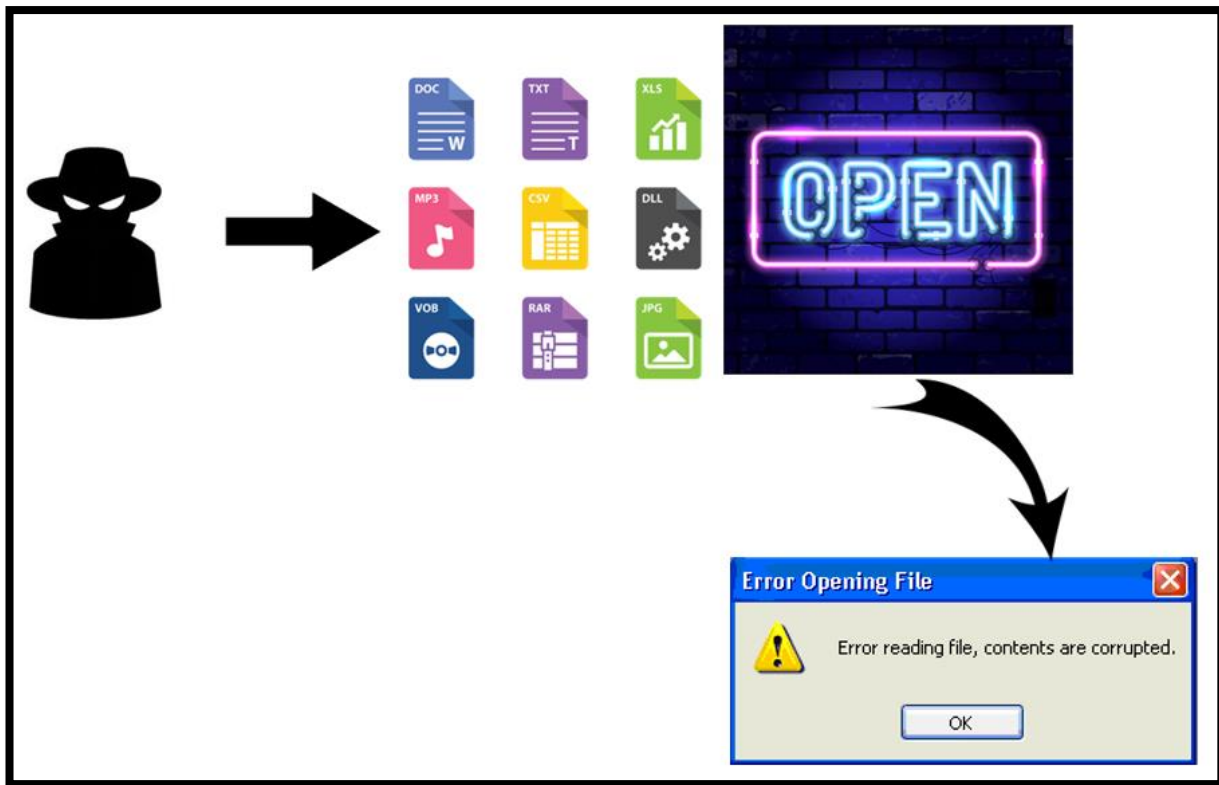 DOC
TXT
XLS
W
T
MP3
CSV
DLL
VOB
RAR
JPG
OPEN
Error Opening File
Error reading file, contents are corrupted.
OK